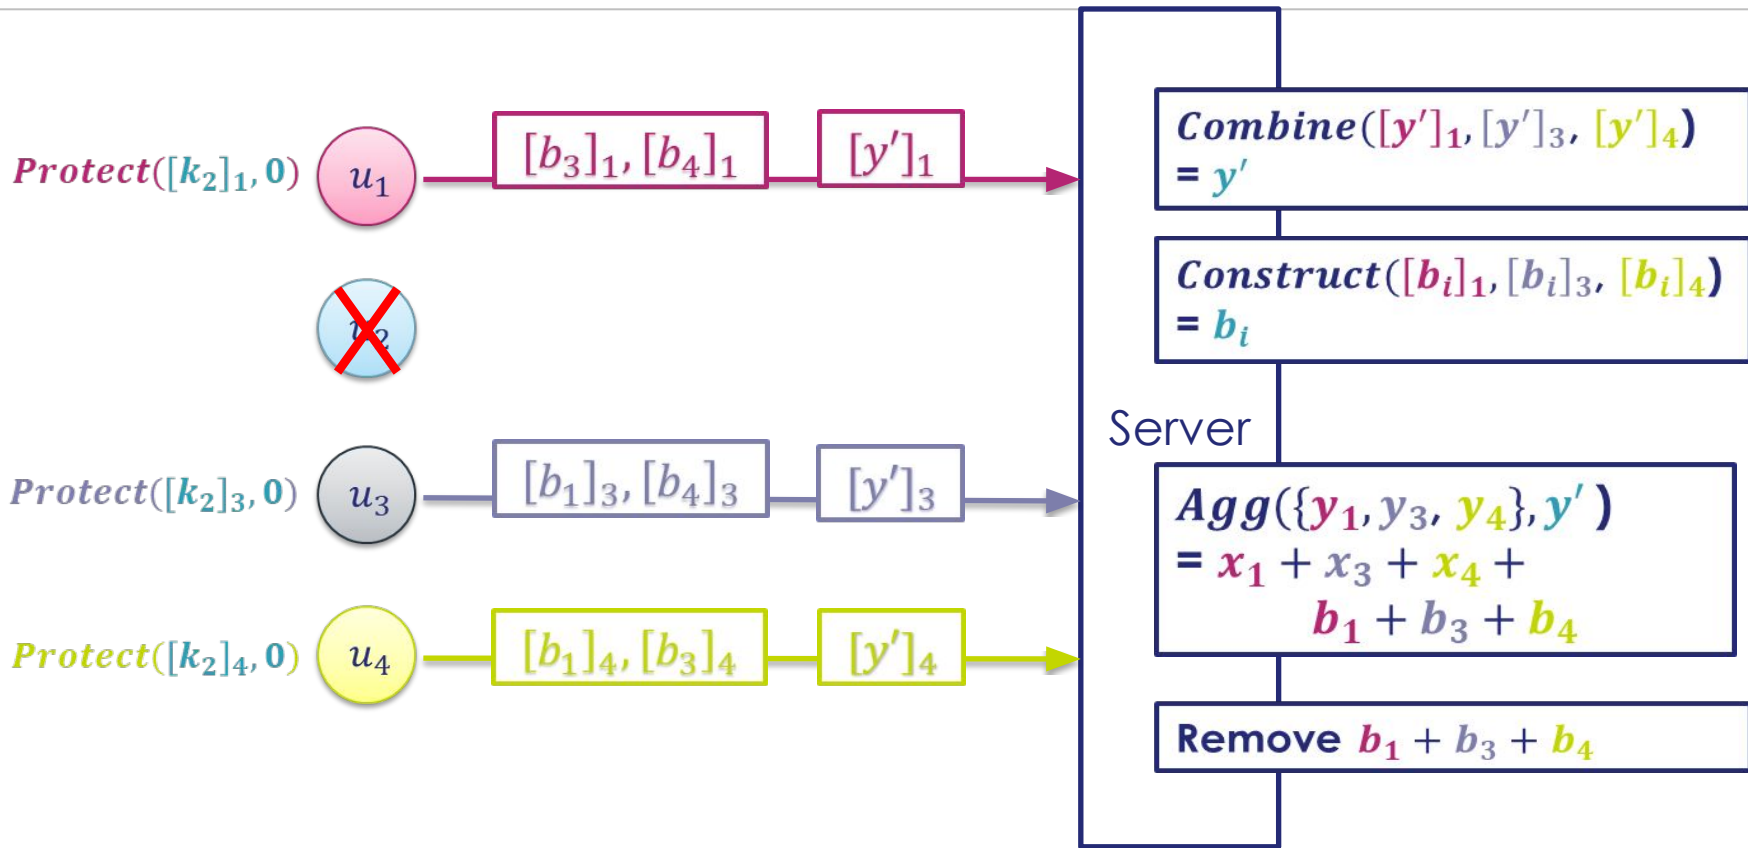 Protect([k₂]₁, 0)
u₁
[b₃]₁, [b₄]₁
[y′]₁
u₂
Protect([k₂]₃, 0)
u₃
[b₁]₃, [b₄]₃
[y′]₃
Protect([k₂]₄, 0)
u₄
[b₁]₄, [b₃]₄
[y′]₄
Server
Combine([y′]₁, [y′]₃, [y′]₄)
= y′
Construct([bᵢ]₁, [bᵢ]₃, [bᵢ]₄)
= bᵢ
Agg({y₁, y₃, y₄}, y′ )
= x₁ + x₃ + x₄ +
b₁ + b₃ + b₄
Remove b₁ + b₃ + b₄